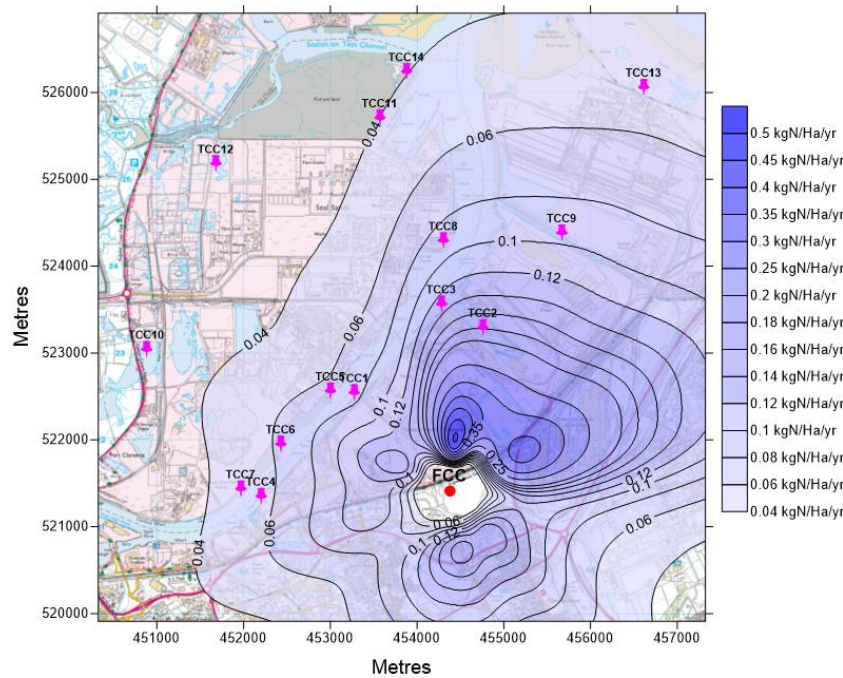 Seaton on Tees Channel
TCC14
TCC13
526000
TCC11
0.04
0.06
TCC12
525000
TCC8
TCC9
0.1
524000
0.12
TCC3
TCC2
0.06
0.04
523000
TCC10
TCC5
TCC1
0.1
0.12
0.35
522000
TCC6
0.25
TCC7
TCC4
0.1
FCC
0.12
0.1
521000
0.06
0.06
0.08
0.1
0.12
0.04
520000
451000 452000 453000 454000 455000 456000 457000
Metres
Metres
0.5 kgN/Ha/yr
0.45 kgN/Ha/yr
0.4 kgN/Ha/yr
0.35 kgN/Ha/yr
0.3 kgN/Ha/yr
0.25 kgN/Ha/yr
0.2 kgN/Ha/yr
0.18 kgN/Ha/yr
0.16 kgN/Ha/yr
0.14 kgN/Ha/yr
0.12 kgN/Ha/yr
0.1 kgN/Ha/yr
0.08 kgN/Ha/yr
0.06 kgN/Ha/yr
0.04 kgN/Ha/yr